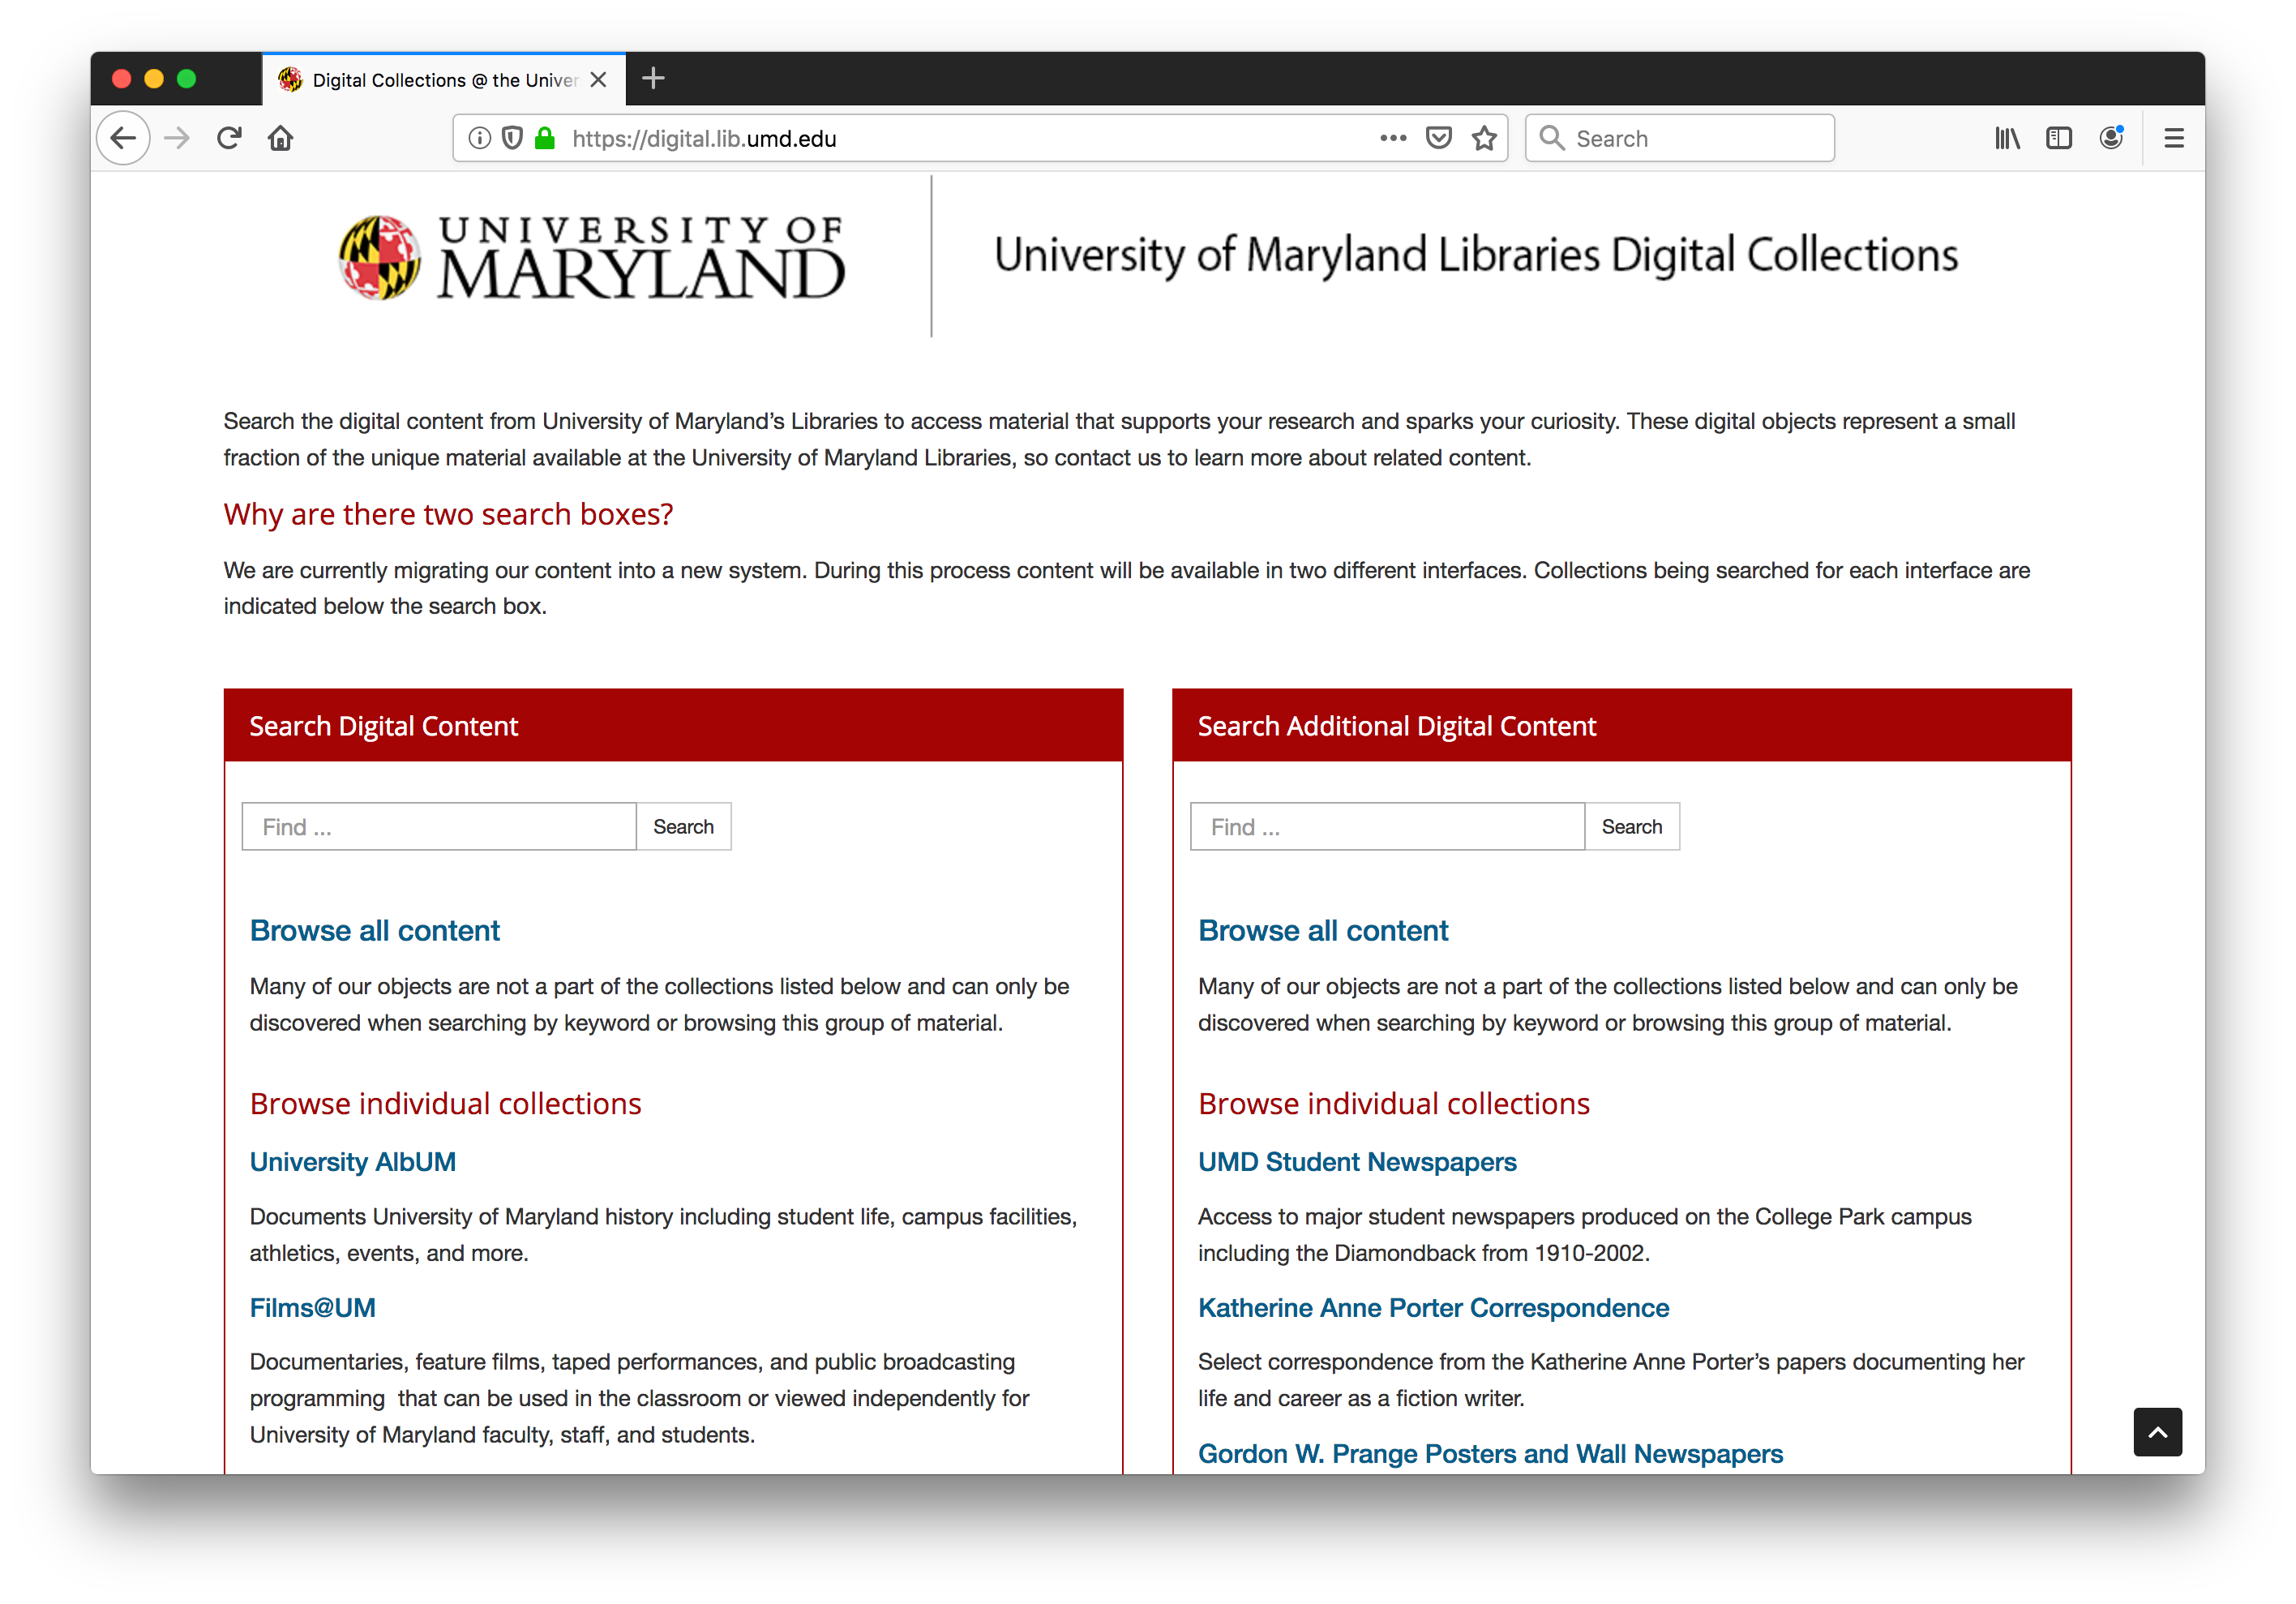 Digital Collections @ the Univer
https://digital.lib.umd.edu
Search
UNIVERSITY OF
MARYLAND
University of Maryland Libraries Digital Collections
Search the digital content from University of Maryland’s Libraries to access material that supports your research and sparks your curiosity. These digital objects represent a small
fraction of the unique material available at the University of Maryland Libraries, so contact us to learn more about related content.
Why are there two search boxes?
We are currently migrating our content into a new system. During this process content will be available in two different interfaces. Collections being searched for each interface are
indicated below the search box.
Search Digital Content
Find ...
Search
Browse all content
Many of our objects are not a part of the collections listed below and can only be
discovered when searching by keyword or browsing this group of material.
Browse individual collections
University AlbUM
Documents University of Maryland history including student life, campus facilities,
athletics, events, and more.
Films@UM
Documentaries, feature films, taped performances, and public broadcasting
programming  that can be used in the classroom or viewed independently for
University of Maryland faculty, staff, and students.
Search Additional Digital Content
Find ...
Search
Browse all content
Many of our objects are not a part of the collections listed below and can only be
discovered when searching by keyword or browsing this group of material.
Browse individual collections
UMD Student Newspapers
Access to major student newspapers produced on the College Park campus
including the Diamondback from 1910-2002.
Katherine Anne Porter Correspondence
Select correspondence from the Katherine Anne Porter’s papers documenting her
life and career as a fiction writer.
Gordon W. Prange Posters and Wall Newspapers